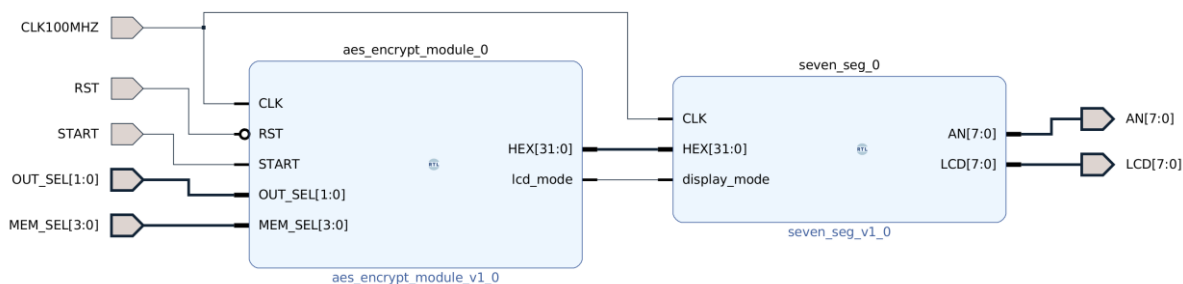 CLK100MHZ
RST
START
OUT_SEL[1:0]
MEM_SEL[3:0]
aes_encrypt_module_0
CLK
RST
START
OUT_SEL[1:0]
MEM_SEL[3:0]
RTL
HEX[31:0]
lcd_mode
aes_encrypt_module_v1_0
seven_seg_0
CLK
HEX[31:0]
display_mode
RTL
AN[7:0]
LCD[7:0]
seven_seg_v1_0
AN[7:0]
LCD[7:0]